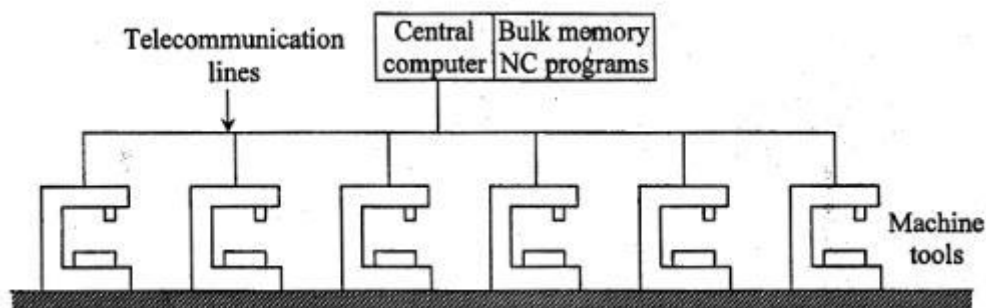 Telecommunication
lines
Central
computer
Bulk memory
NC programs
Machine
tools